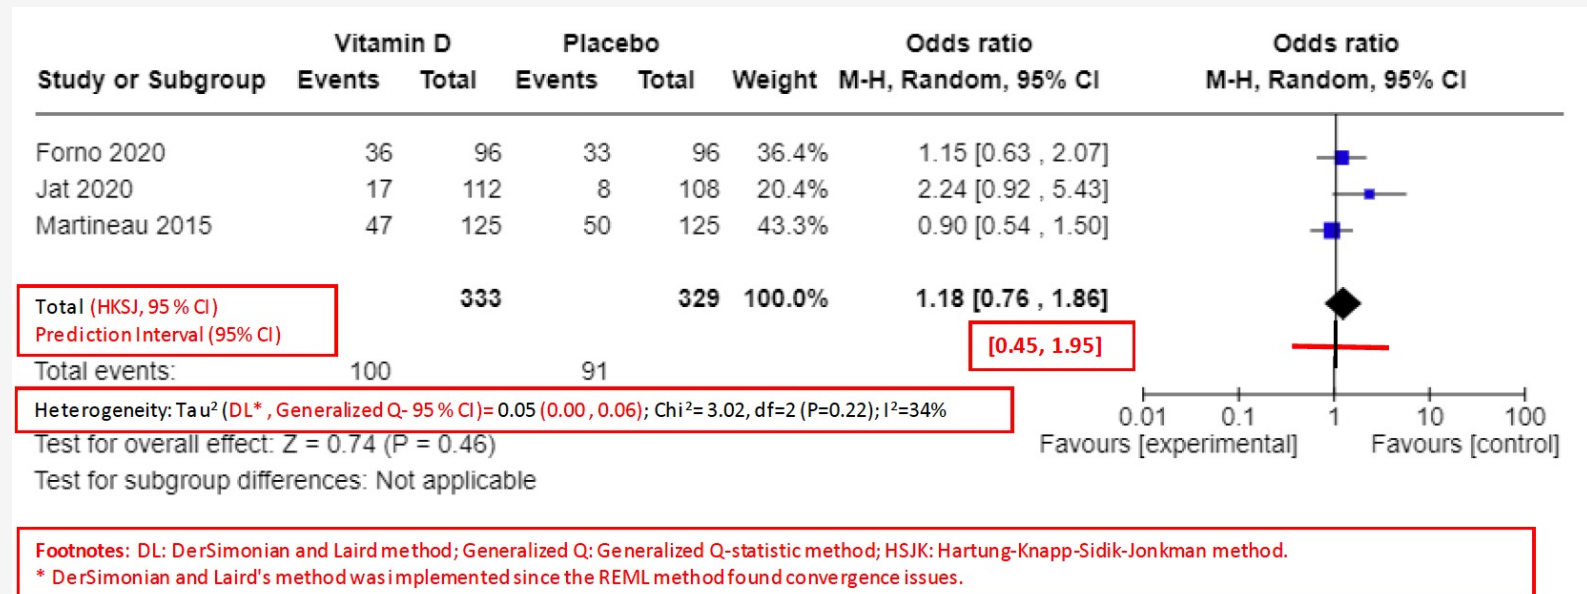 Vitamin D Placebo Odds ratio Odds ratio
Study or Subgroup Events Total Events Total Weight M-H, Random, 95% CI M-H, Random, 95% CI
Forno 2020 36 96 33 96 36.4% 1.15 [0.63 , 2.07]
Jat 2020 17 112 8 108 20.4% 2.24 [0.92 , 5.43]
Martineau 2015 47 125 50 125 43.3% 0.90 [0.54 , 1.50]
Total (HKSJ, 95% CI) 333 329 100.0% 1.18 [0.76 , 1.86]
Prediction Interval (95% CI) [0.45, 1.95]
Total events: 100 91
Heterogeneity: Tau² (DL* , Generalized Q- 95% CI)= 0.05 (0.00 , 0.06); Chi²= 3.02, df=2 (P=0.22); I²=34%
0.01 0.1 1 10 100
Test for overall effect: Z = 0.74 (P = 0.46) Favours [experimental] Favours [control]
Test for subgroup differences: Not applicable
Footnotes: DL: DerSimonian and Laird method; Generalized Q: Generalized Q-statistic method; HSJK: Hartung-Knapp-Sidik-Jonkman method.
* DerSimonian and Laird's method was implemented since the REML method found convergence issues.